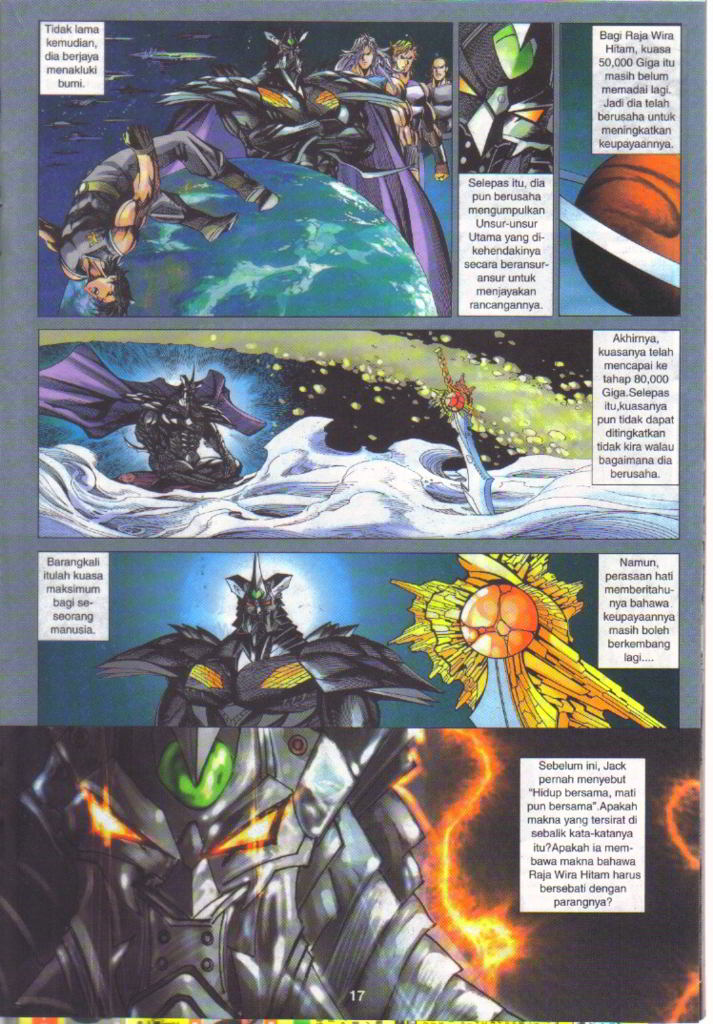 Tidak lama
kemudian,
dia berjaya
menakluki
bumi.
Selepas itu, dia
pun berusaha
mengumpulkan
Unsur-unsur
Utama yang di-
kehendakinya
secara beransur-
ansur untuk
menjayakan
rancangannya.
Bagi Raja Wira
Hitam, kuasa
50,000 Giga itu
masih belum
memadai lagi.
Jadi dia telah
berusaha untuk
meningkatkan
keupayaannya.
Akhirnya,
kuasanya telah
mencapai ke
tahap 80,000
Giga.Selepas
itu,kuasanya
pun tidak dapat
ditingkatkan
tidak kira walau
bagaimana dia
berusaha.
Barangkali
itulah kuasa
maksimum
bagi se-
seorang
manusia.
Namun,
perasaan hati
memberitahu-
nya bahawa
keupayaannya
masih boleh
berkembang
lagi....
Sebelum ini, Jack
pernah menyebut
"Hidup bersama, mati
pun bersama".Apakah
makna yang tersirat di
sebalik kata-katanya
itu?Apakah ia mem-
bawa makna bahawa
Raja Wira Hitam harus
bersebati dengan
parangnya?
17